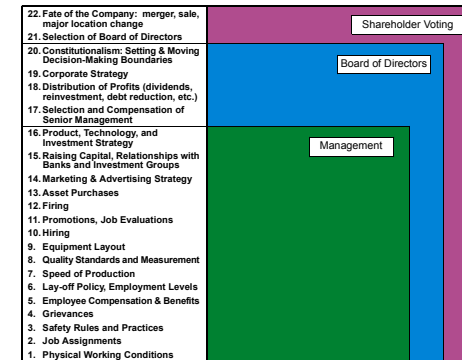 22. Fate of the Company: merger, sale,
major location change
21. Selection of Board of Directors
20. Constitutionalism: Setting & Moving
Decision-Making Boundaries
19. Corporate Strategy
18. Distribution of Profits (dividends,
reinvestment, debt reduction, etc.)
17. Selection and Compensation of
Senior Management
16. Product, Technology, and
Investment Strategy
15. Raising Capital, Relationships with
Banks and Investment Groups
14. Marketing & Advertising Strategy
13. Asset Purchases
12. Firing
11. Promotions, Job Evaluations
10. Hiring
9. Equipment Layout
8. Quality Standards and Measurement
7. Speed of Production
6. Lay-off Policy, Employment Levels
5. Employee Compensation & Benefits
4. Grievances
3. Safety Rules and Practices
2. Job Assignments
1. Physical Working Conditions
Shareholder Voting
Board of Directors
Management